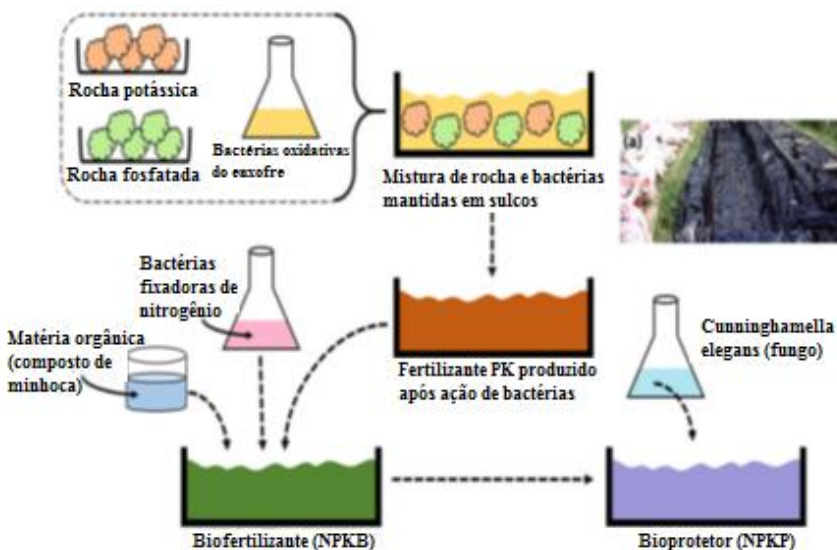 Rocha potássica
Rocha fosfatada
Bactérias oxidativas
do enxofre
Mistura de rocha e bactérias
mantidas em sulcos
(a)
Bactérias
fixadoras de
nitrogênio
Matéria orgânica
(composto de
minhoca)
Fertilizante PK produzido
após ação de bactérias
Cunninghamella
elegans (fungo)
Biofertilizante (NPKB)
Bioprotetor (NPKP)